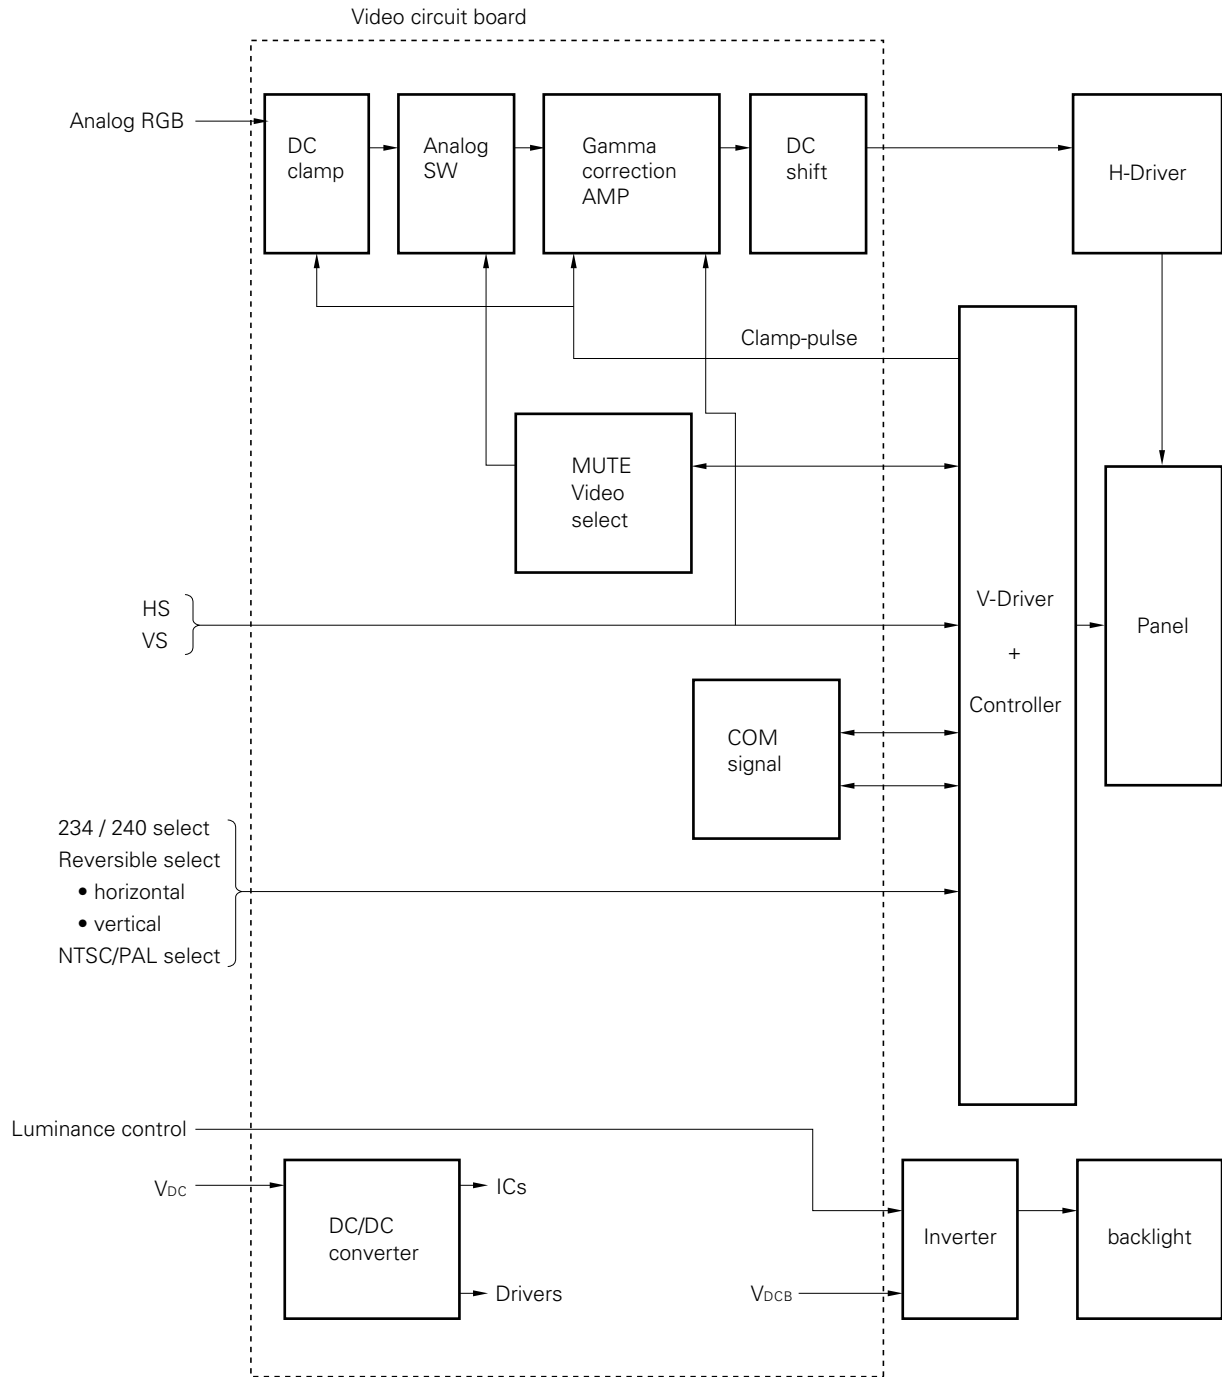 Video circuit board
Analog RGB
DC
clamp
Analog
SW
Gamma
correction
AMP
DC
shift
H-Driver
Clamp-pulse
MUTE
Video
select
HS
VS
V-Driver
+
Controller
Panel
COM
signal
234 / 240 select
Reversible select
• horizontal
• vertical
NTSC/PAL select
Luminance control
VDC
DC/DC
converter
ICs
Drivers
VDCB
Inverter
backlight